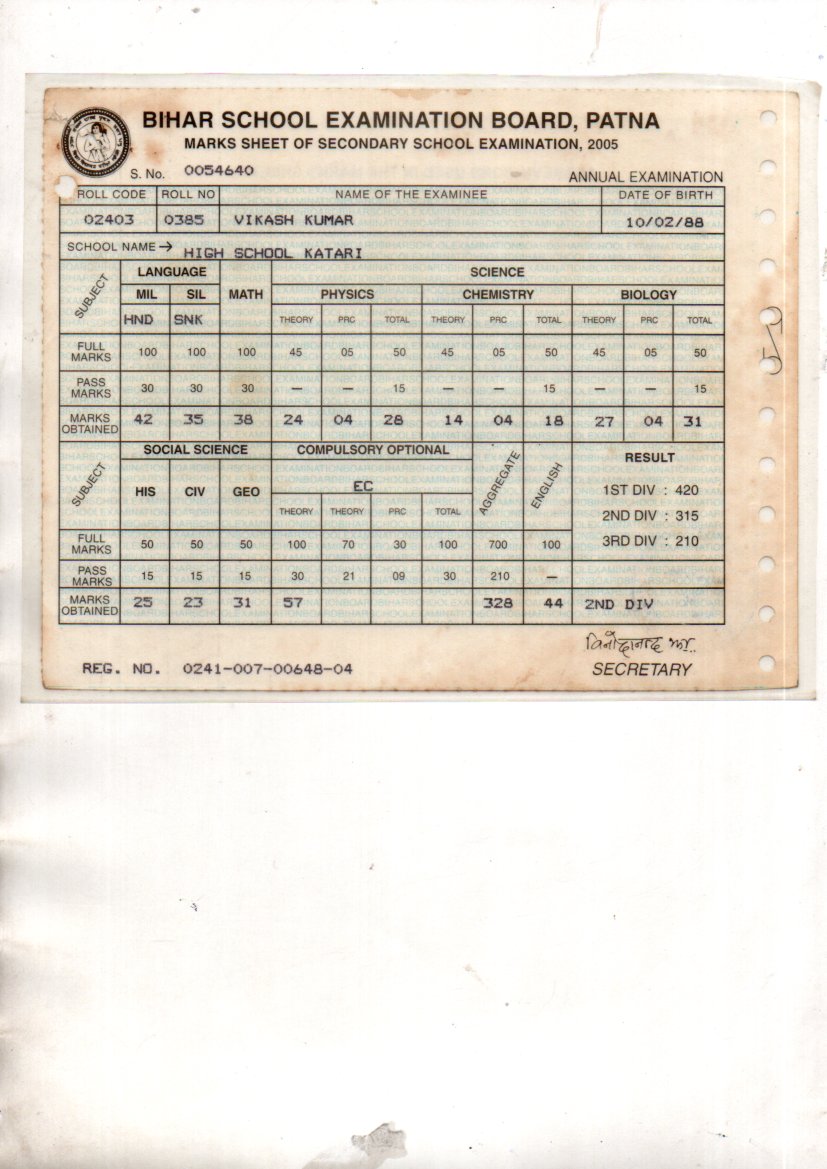 BIHAR SCHOOL EXAMINATION BOARD, PATNA
MARKS SHEET OF SECONDARY SCHOOL EXAMINATION, 2005
S. No. 0054640
ANNUAL EXAMINATION
ROLL CODE ROLL NO NAME OF THE EXAMINEE DATE OF BIRTH
02403 0385 VIKASH KUMAR 10/02/88
SCHOOL NAME → HIGH SCHOOL KATARI
SUBJECT LANGUAGE MATH SCIENCE
MIL SIL PHYSICS CHEMISTRY BIOLOGY
HND SNK THEORY PRC TOTAL THEORY PRC TOTAL THEORY PRC TOTAL
FULL MARKS 100 100 100 45 05 50 45 05 50 45 05 50
PASS MARKS 30 30 30 — — 15 — — 15 — — 15
MARKS OBTAINED 42 35 38 24 04 28 14 04 18 27 04 31
SUBJECT SOCIAL SCIENCE COMPULSORY OPTIONAL AGGREGATE ENGLISH RESULT
HIS CIV GEO EC 1ST DIV : 420
THEORY THEORY PRC TOTAL 2ND DIV : 315
FULL MARKS 50 50 50 100 70 30 100 700 100 3RD DIV : 210
PASS MARKS 15 15 15 30 21 09 30 210 —
MARKS OBTAINED 25 23 31 57 328 44 2ND DIV
REG. NO. 0241-007-00648-04
SECRETARY